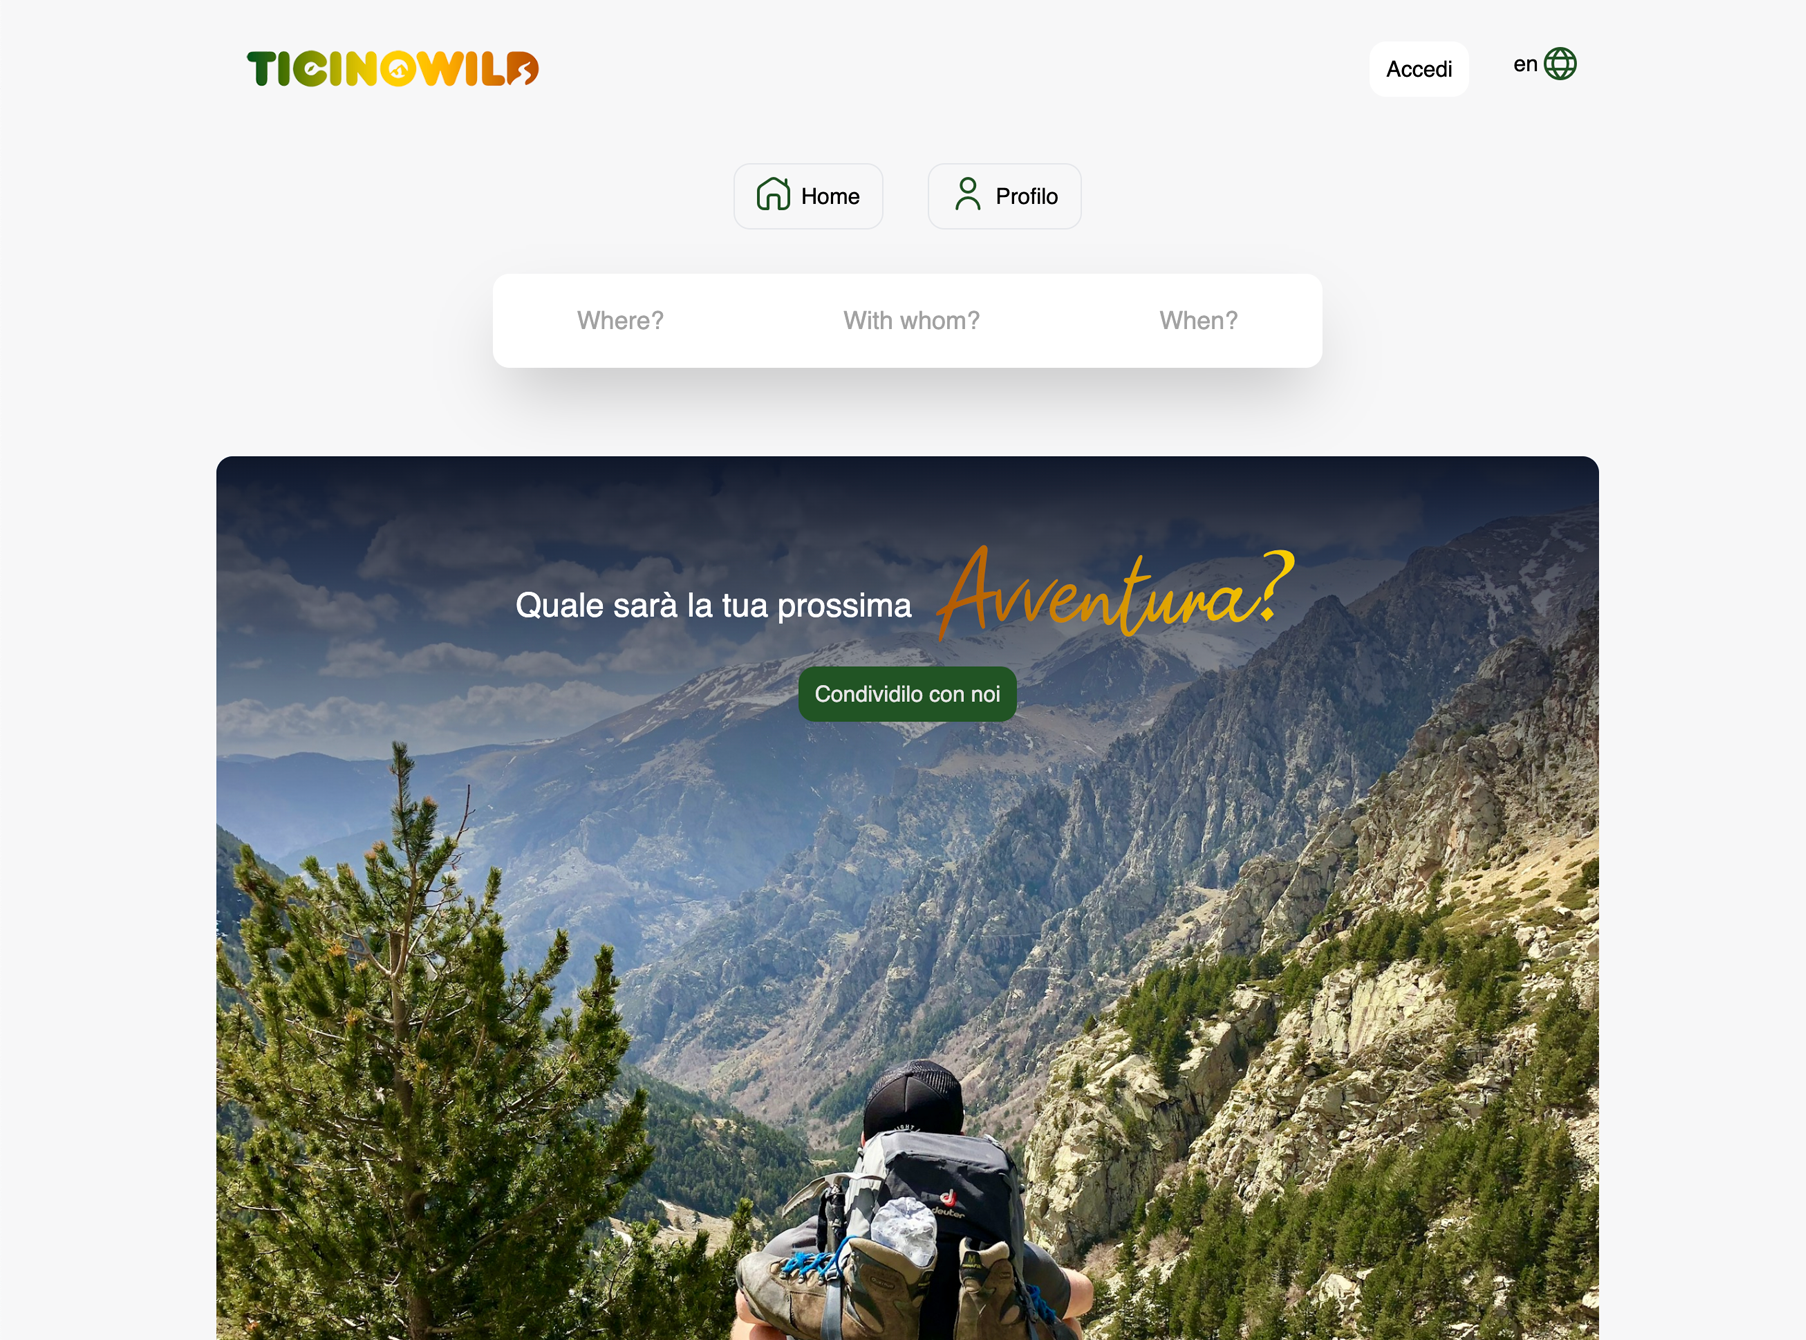 TICINOWILD
Accedi
en
Home
Profilo
Where?
With whom?
When?
Quale sarà la tua prossima Avventura?
Condividilo con noi
deuter